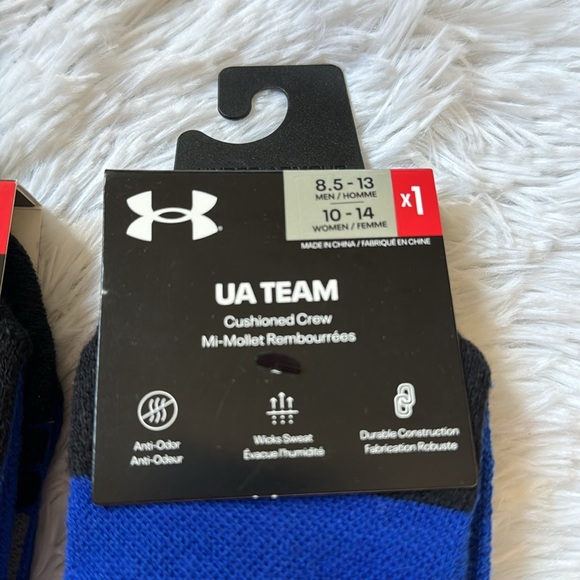 8.5 - 13
MEN / HOMME
10 - 14
WOMEN / FEMME
x1
MADE IN CHINA / FABRIQUÉ EN CHINE
UA TEAM
Cushioned Crew
Mi-Mollet Rembourrées
Anti-Odor
Anti-Odeur
Wicks Sweat
Évacue l'humidité
Durable Construction
Fabrication Robuste